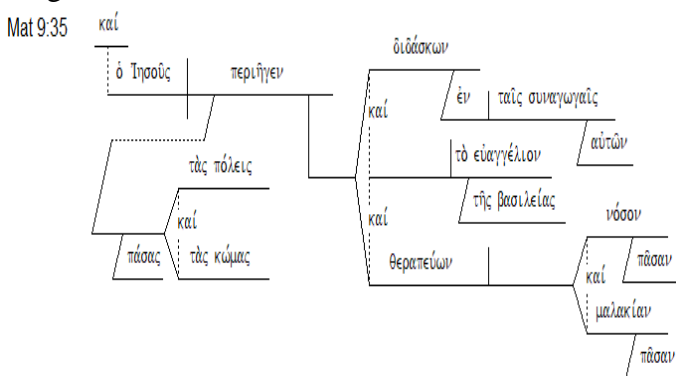 Mat 9:35
καί
ὁ Ἰησοῦς περιῆγεν
διδάσκων
καί
ἐν ταῖς συναγωγαῖς
αὐτῶν
τὸ εὐαγγέλιον
τῆς βασιλείας
καί
θεραπεύων
νόσον
πᾶσαν
καί
μαλακίαν
πᾶσαν
τὰς πόλεις
καί
πάσας τὰς κώμας